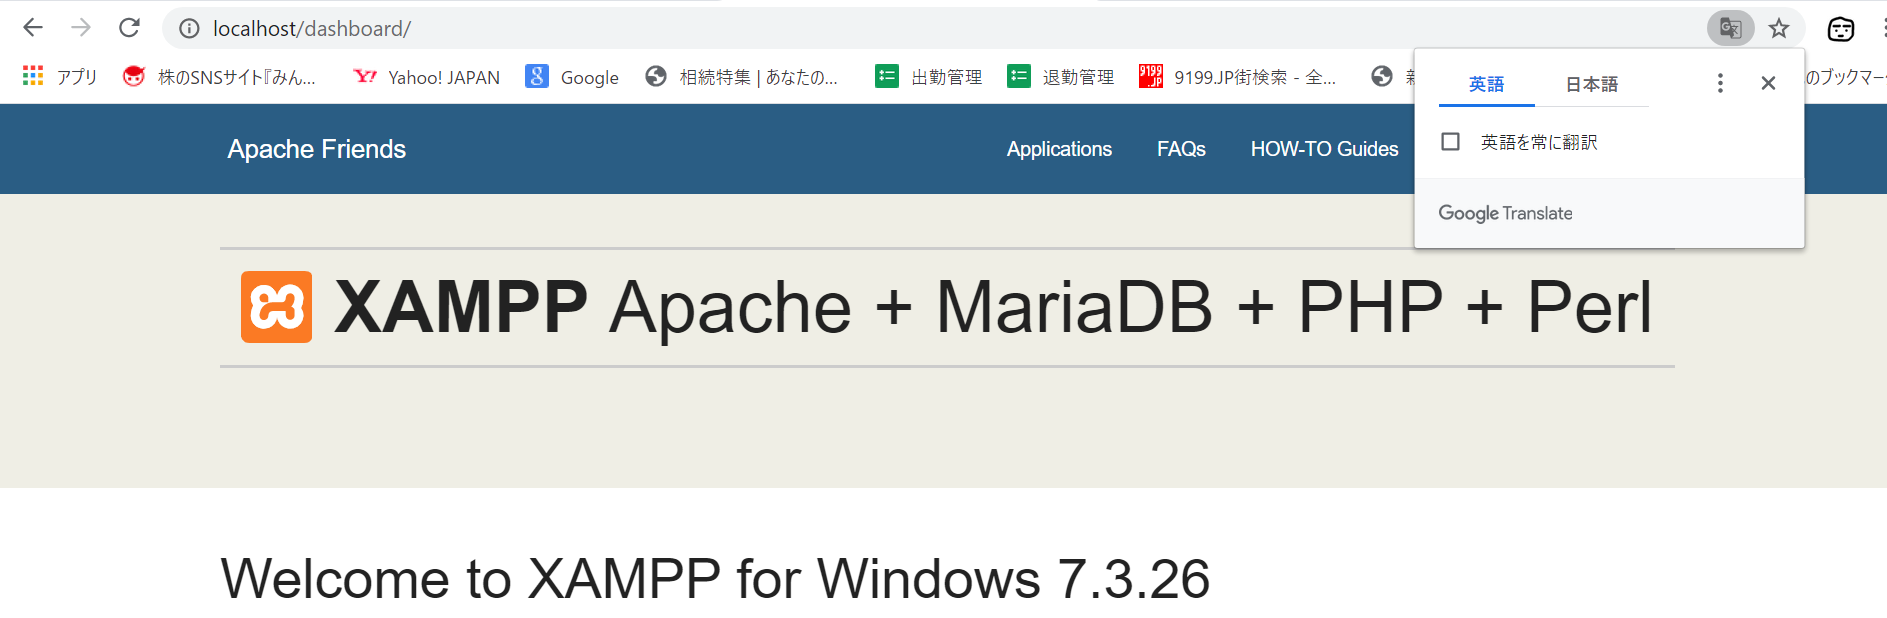 localhost/dashboard/
アプリ 株のSNSサイト『みん... Y! Yahoo! JAPAN g Google 相続特集 | あなたの... 出勤管理 退勤管理 9199.JP 9199.JP街検索 - 全... のブックマー
英語 日本語
英語を常に翻訳
Google Translate
Apache Friends Applications FAQs HOW-TO Guides
XAMPP Apache + MariaDB + PHP + Perl
Welcome to XAMPP for Windows 7.3.26